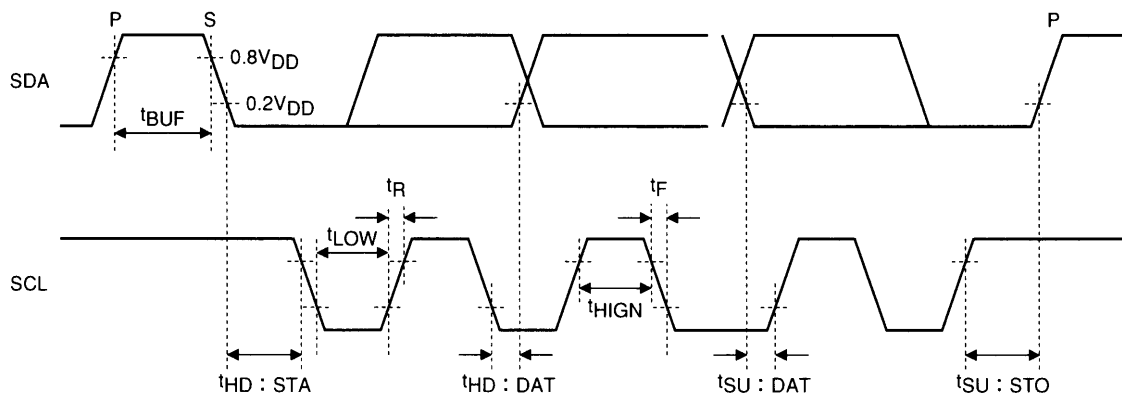 P S P
SDA
0.8VDD
0.2VDD
tBUF
tR tF
tLOW
SCL
tHIGN
tHD : STA tHD : DAT tSU : DAT tSU : STO